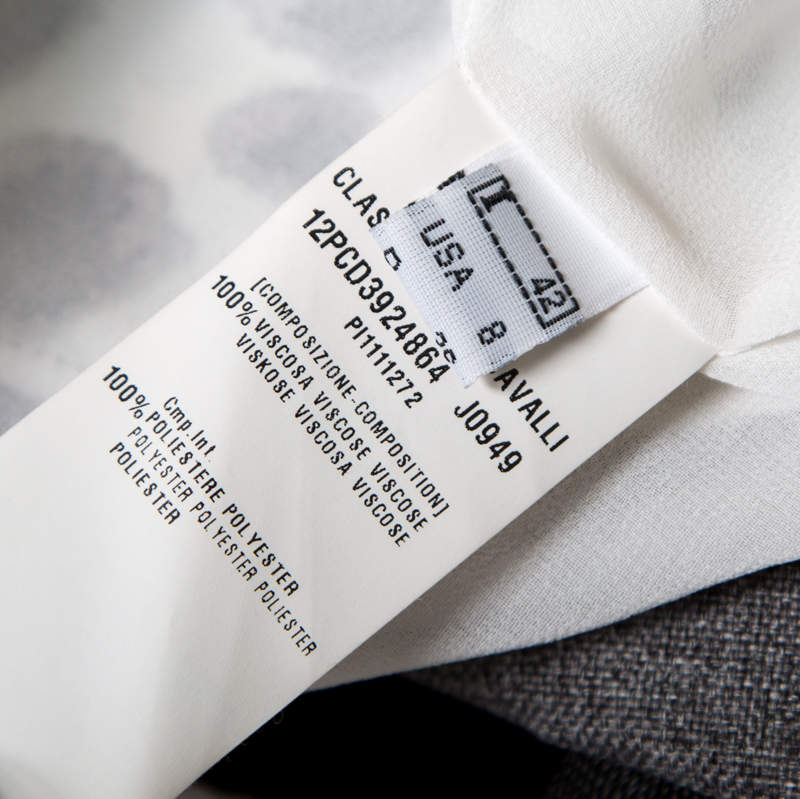 I
42
USA 8
CLAS
AVALLI
12PCD3924864 J0949
PI1111272
[COMPOSIZIONE-COMPOSITION]
100% VISCOSA VISCOSE VISCOSE
VISKOSE VISCOSA VISCOSE
Cmp.Int.
100%POLIESTERE POLYESTER
POLYESTER POLYESTER POLIESTER
POLIESTER